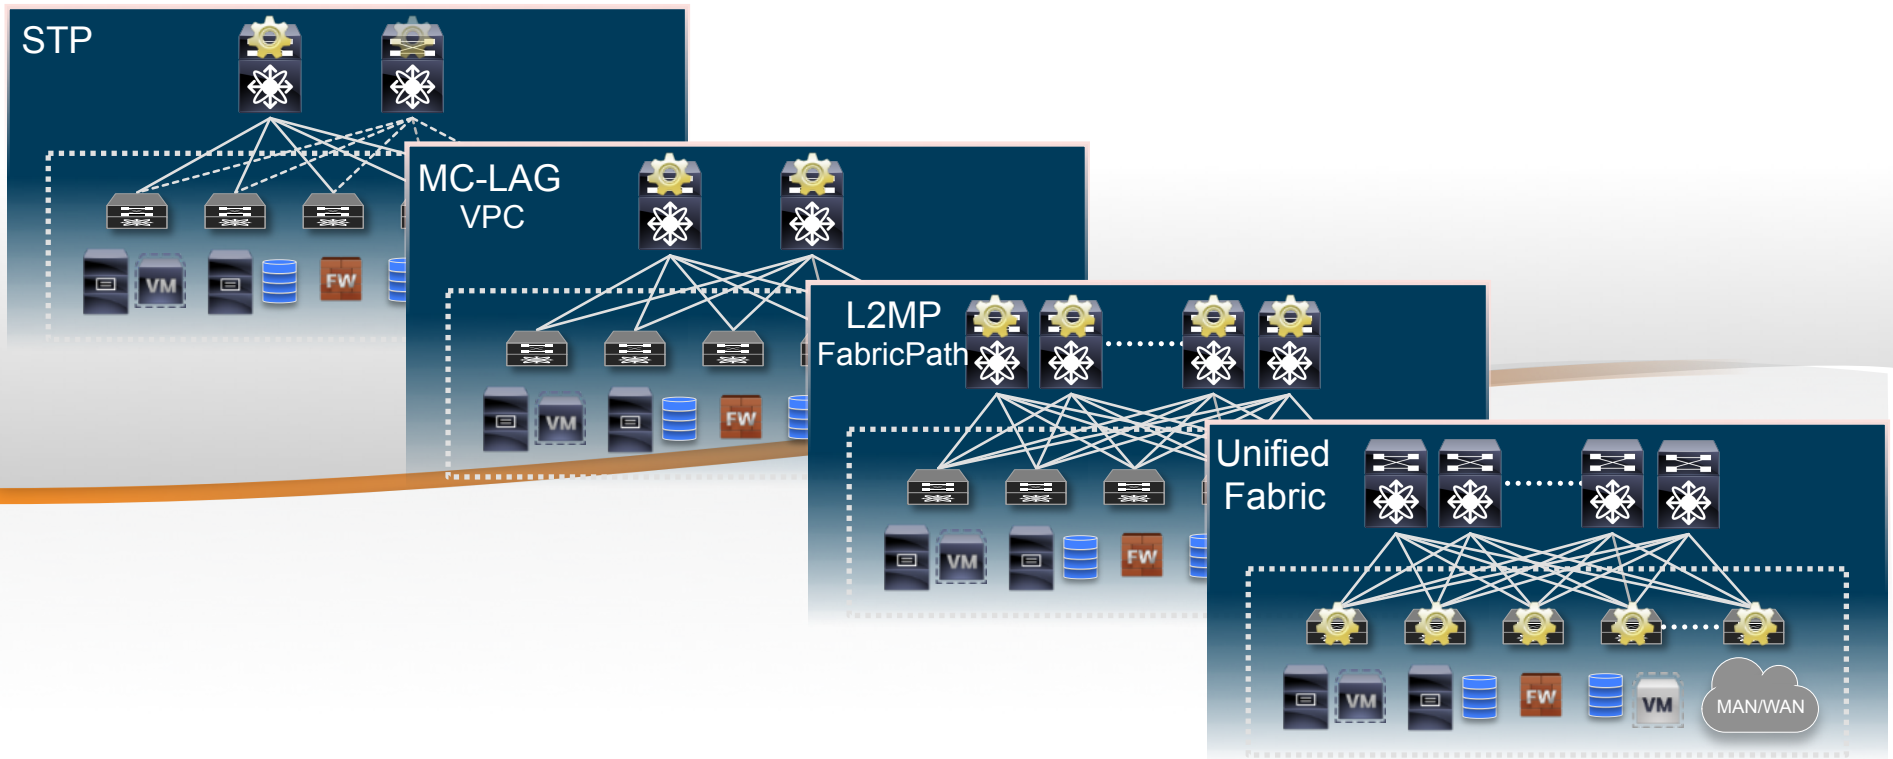 STP
VM
FW
MC-LAG
VPC
VM
FW
L2MP
FabricPath
VM
FW
Unified
Fabric
VM
FW
VM
MAN/WAN